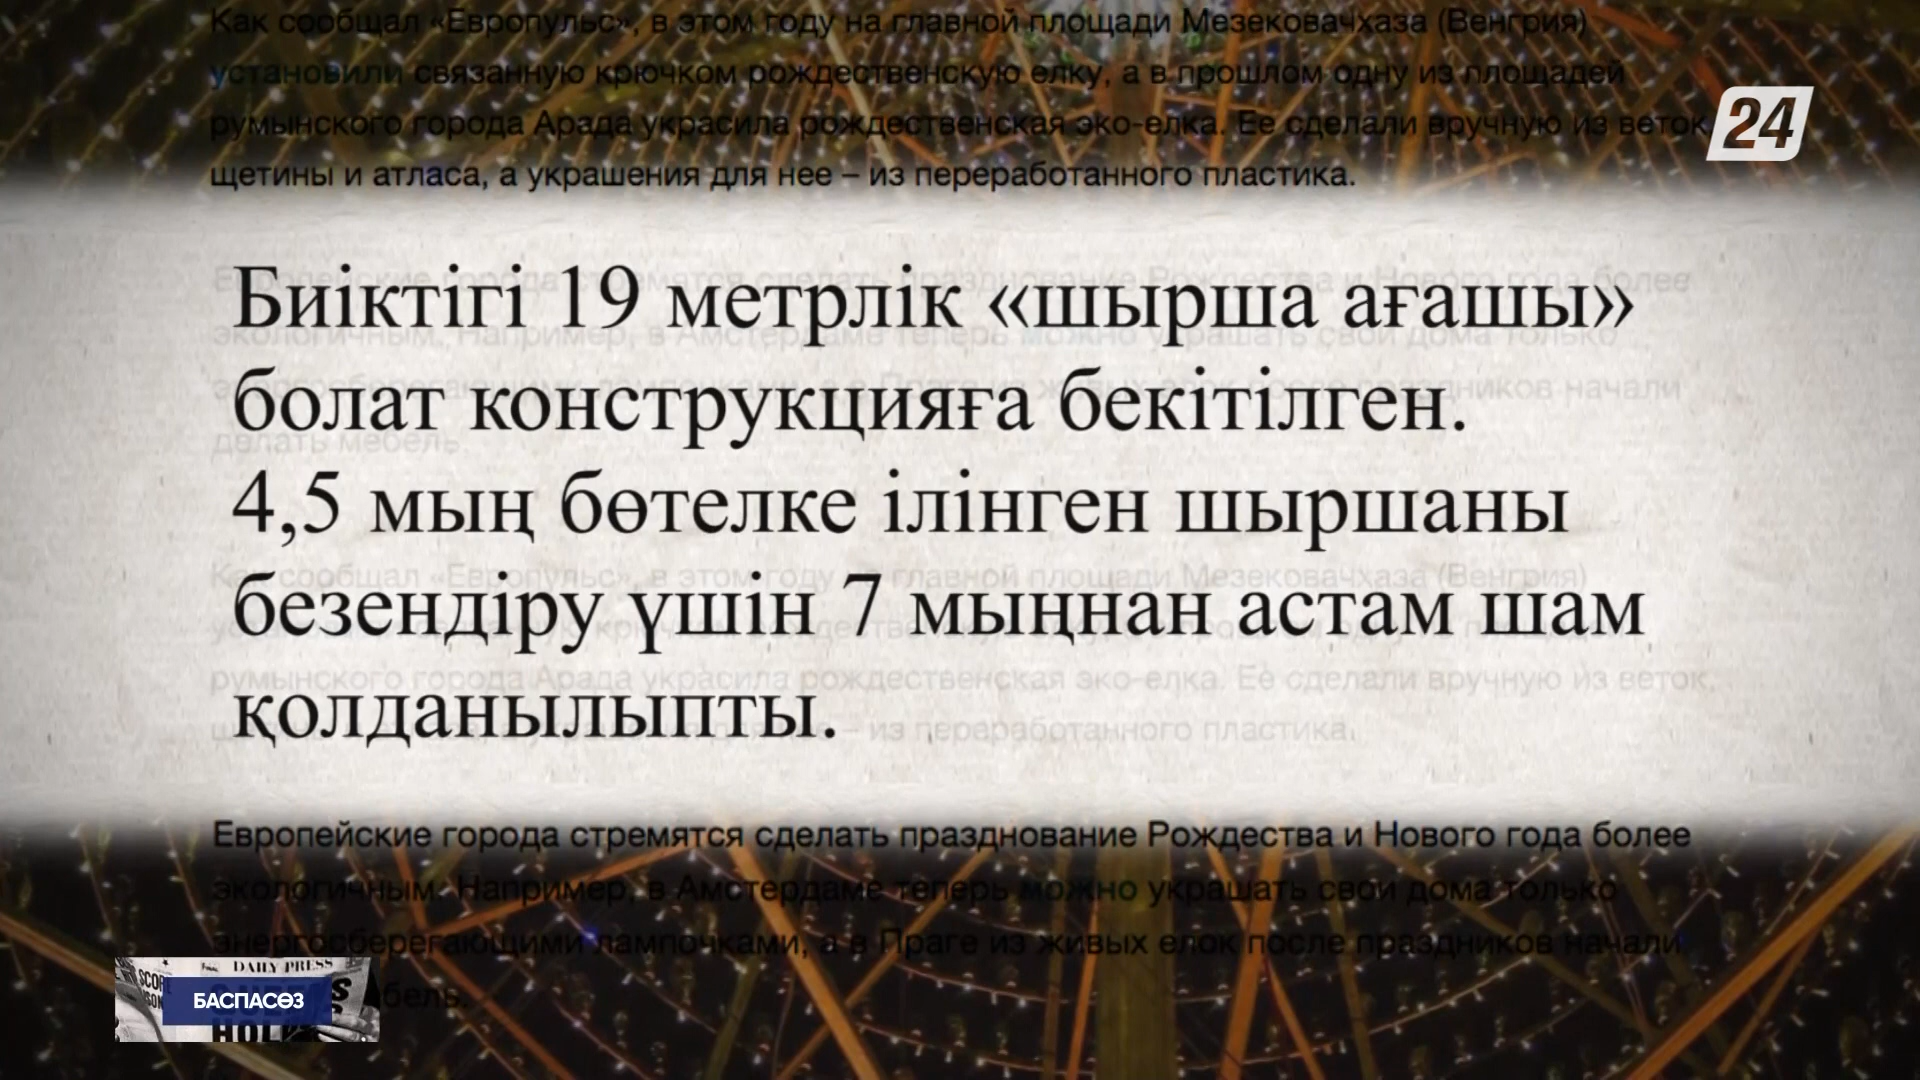 Как сообщал «Европульс», в этом году на главной площади Мезековачхаза (Венгрия)
установили связанную крючком рождественскую елку, а в прошлом одну из площадей
румынского города Арада украсила рождественская эко-елка. Ее сделали вручную из веток,
щетины и атласа, а украшения для нее – из переработанного пластика.
24
Биіктігі 19 метрлік «шырша ағашы»
болат конструкцияға бекітілген.
4,5 мың бөтелке ілінген шыршаны
безендіру үшін 7 мыңнан астам шам
қолданылыпты.
Европейские города стремятся сделать празднование Рождества и Нового года более
экологичным. Например, в Амстердаме теперь можно украшать свои дома только
энергосберегающими лампочками, а в Праге из живых елок после праздников начали
DAILY PRESS
БАСПАСӨЗ